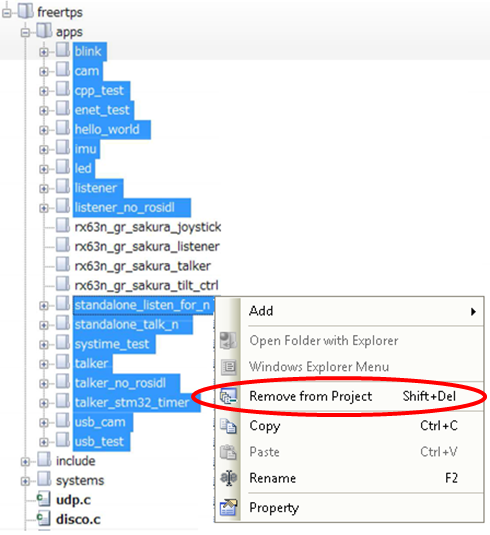 freertps
apps
blink
cam
cpp_test
enet_test
hello_world
imu
led
listener
listener_no_rosidl
rx63n_gr_sakura_joystick
rx63n_gr_sakura_listener
rx63n_gr_sakura_talker
rx63n_gr_sakura_tilt_ctrl
standalone_listen_for_n
standalone_talk_n
systime_test
talker
talker_no_rosidl
talker_stm32_timer
usb_cam
usb_test
include
systems
udp.c
disco.c
Add
Open Folder with Explorer
Windows Explorer Menu
Remove from Project Shift+Del
Copy Ctrl+C
Paste Ctrl+V
Rename F2
Property